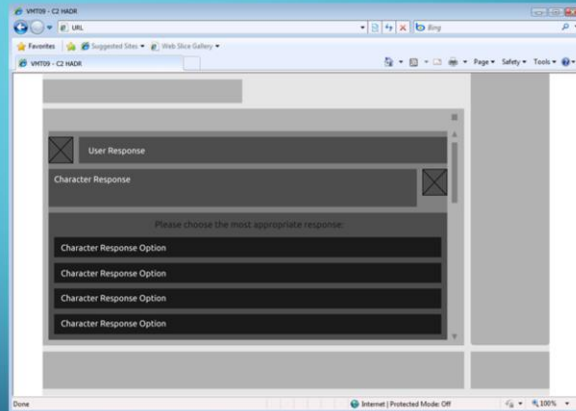 VMT09 - C2 HADR
URL
Bing
Favorites Suggested Sites Web Slice Gallery
VMT09 - C2 HADR Page Safety Tools
User Response
Character Response
Please choose the most appropriate response:
Character Response Option
Character Response Option
Character Response Option
Character Response Option
Done Internet | Protected Mode: Off 100%